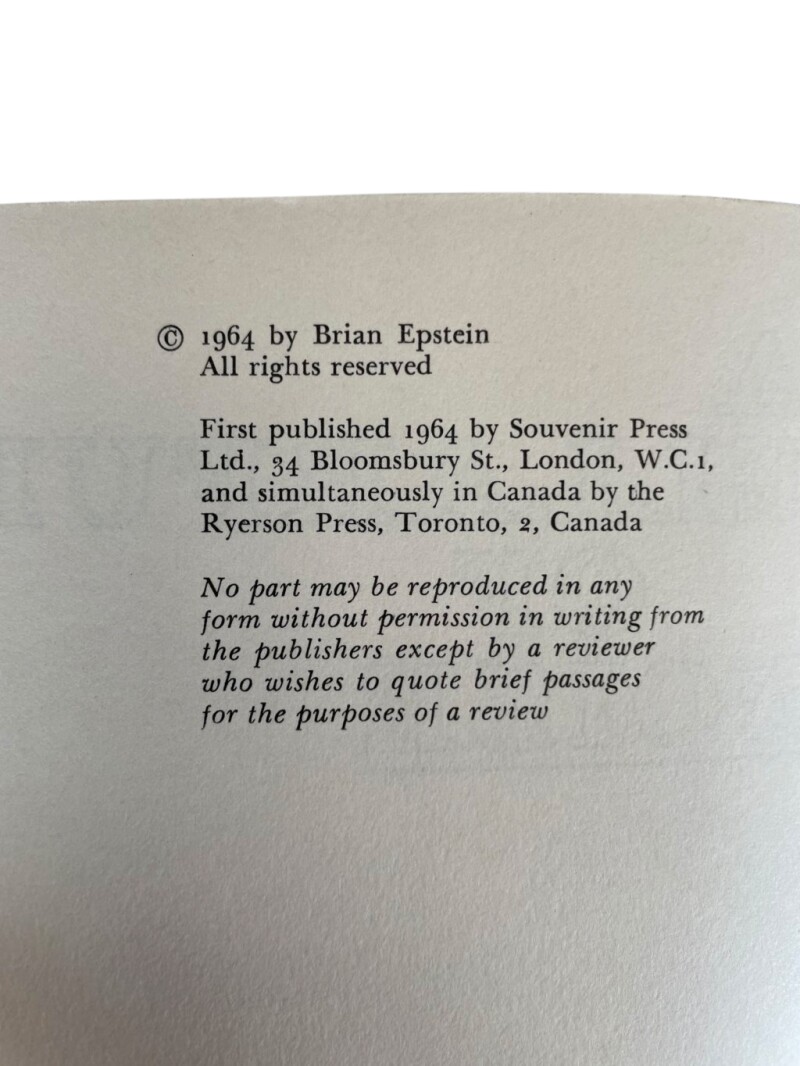 © 1964 by Brian Epstein
All rights reserved
First published 1964 by Souvenir Press
Ltd., 34 Bloomsbury St., London, W.C.1,
and simultaneously in Canada by the
Ryerson Press, Toronto, 2, Canada
No part may be reproduced in any
form without permission in writing from
the publishers except by a reviewer
who wishes to quote brief passages
for the purposes of a review